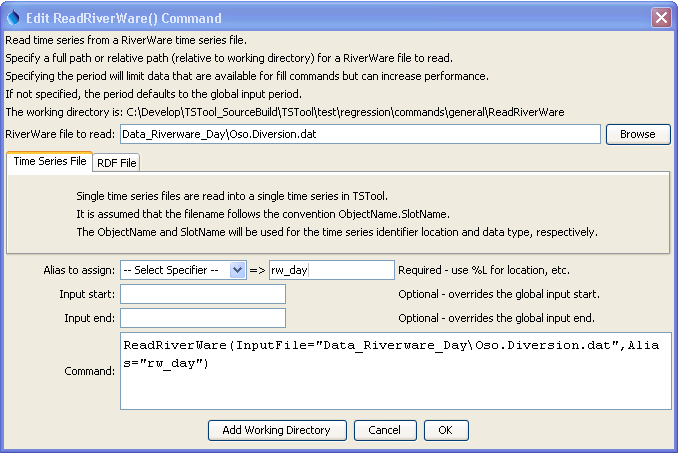 Edit ReadRiverWare() Command
Read time series from a RiverWare time series file.
Specify a full path or relative path (relative to working directory) for a RiverWare file to read.
Specifying the period will limit data that are available for fill commands but can increase performance.
If not specified, the period defaults to the global input period.
The working directory is: C:\Develop\TSTool_SourceBuild\TSTool\test\regression\commands\general\ReadRiverWare
RiverWare file to read: Data_Riverware_Day\Oso.Diversion.dat Browse
Time Series File RDF File
Single time series files are read into a single time series in TSTool.
It is assumed that the filename follows the convention ObjectName.SlotName.
The ObjectName and SlotName will be used for the time series identifier location and data type, respectively.
Alias to assign: -- Select Specifier -- => rw_day Required - use %L for location, etc.
Input start: Optional - overrides the global input start.
Input end: Optional - overrides the global input end.
ReadRiverWare(InputFile="Data_Riverware_Day\Oso.Diversion.dat",Alia
Command: s="rw_day")
Add Working Directory Cancel OK